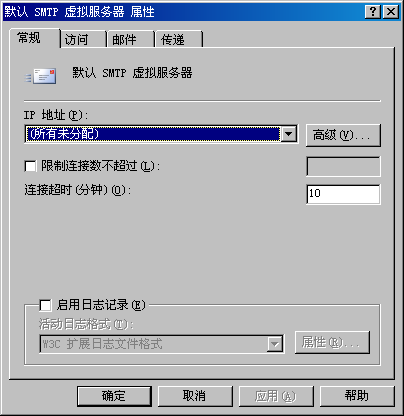 默认 SMTP 虚拟服务器 属性
常规 访问 邮件 传递
默认 SMTP 虚拟服务器
IP 地址(P):
(所有未分配) 高级(V)...
限制连接数不超过(L):
连接超时(分钟)(O): 10
启用日志记录(E)
活动日志格式(T):
W3C 扩展日志文件格式 属性(R)...
确定 取消 应用(A) 帮助